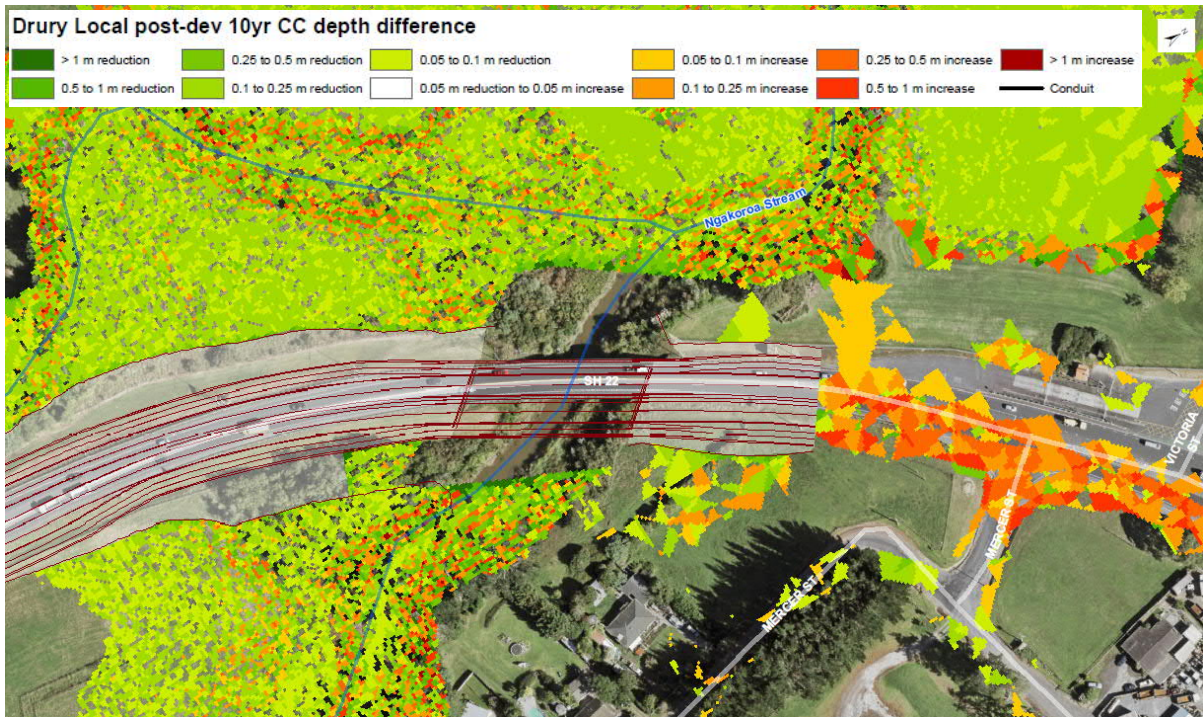 Drury Local post-dev 10yr CC depth difference
> 1 m reduction
0.25 to 0.5 m reduction
0.05 to 0.1 m reduction
0.05 to 0.1 m increase
0.25 to 0.5 m increase
> 1 m increase
0.5 to 1 m reduction
0.1 to 0.25 m reduction
0.05 m reduction to 0.05 m increase
0.1 to 0.25 m increase
0.5 to 1 m increase
Conduit
Z
Ngakoroa Stream
SH 22
VICTORIA
ST
MERCER ST
MERCER ST